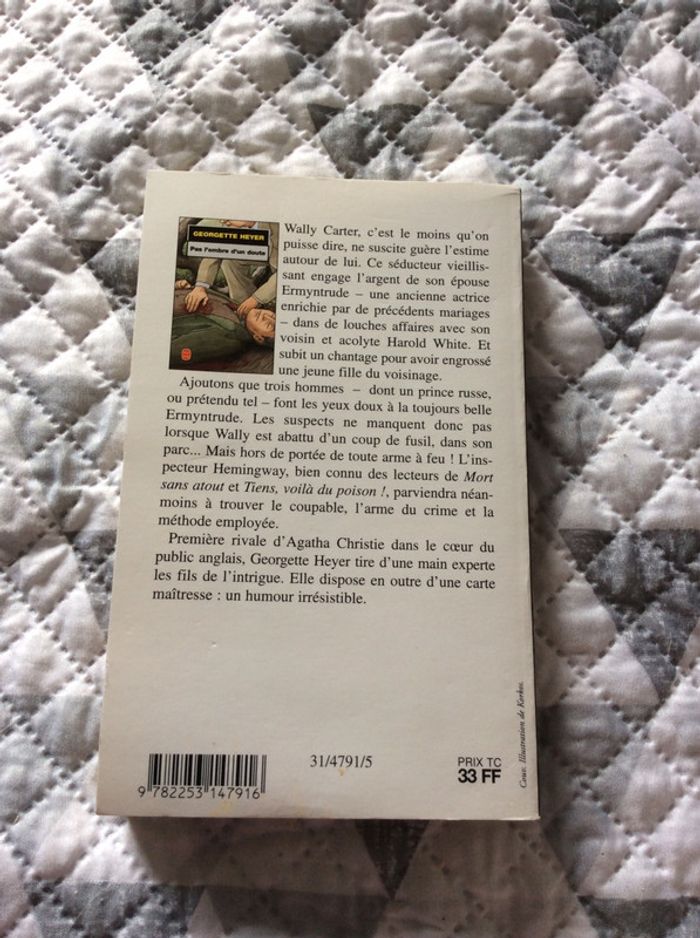 GEORGETTE HEYER
Pas l'ombre d'un doute
Wally Carter, c'est le moins qu'on
puisse dire, ne suscite guère l'estime
autour de lui. Ce séducteur vieillis-
sant engage l'argent de son épouse
Ermyntrude – une ancienne actrice
enrichie par de précédents mariages
– dans de louches affaires avec son
voisin et acolyte Harold White. Et
subit un chantage pour avoir engrossé
une jeune fille du voisinage.
Ajoutons que trois hommes – dont un prince russe,
ou prétendu tel – font les yeux doux à la toujours belle
Ermyntrude. Les suspects ne manquent donc pas
lorsque Wally est abattu d'un coup de fusil, dans son
parc... Mais hors de portée de toute arme à feu ! L'ins-
pecteur Hemingway, bien connu des lecteurs de Mort
sans atout et Tiens, voilà du poison !, parviendra néan-
moins à trouver le coupable, l'arme du crime et la
méthode employée.
Première rivale d'Agatha Christie dans le cœur du
public anglais, Georgette Heyer tire d'une main experte
les fils de l'intrigue. Elle dispose en outre d'une carte
maîtresse : un humour irrésistible.
Couv. Illustration de Kerkoc.
31/4791/5
PRIX TC
33 FF
9 782253 147916